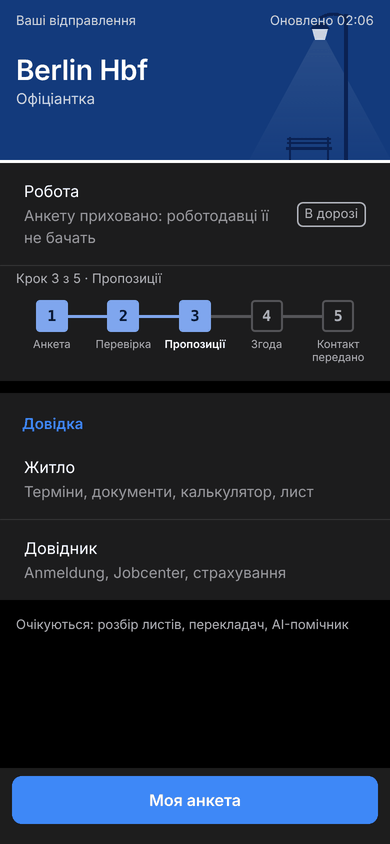 Ваші відправлення
Оновлено 02:06
Berlin Hbf
Офіціантка
Робота
Анкету приховано: роботодавці її
не бачать
В дорозі
Крок 3 з 5 · Пропозиції
1
2
3
4
5
Анкета
Перевірка
Пропозиції
Згода
Контакт
передано
Довідка
Житло
Терміни, документи, калькулятор, лист
Довідник
Anmeldung, Jobcenter, страхування
Очікуються: розбір листів, перекладач, AI-помічник
Моя анкета